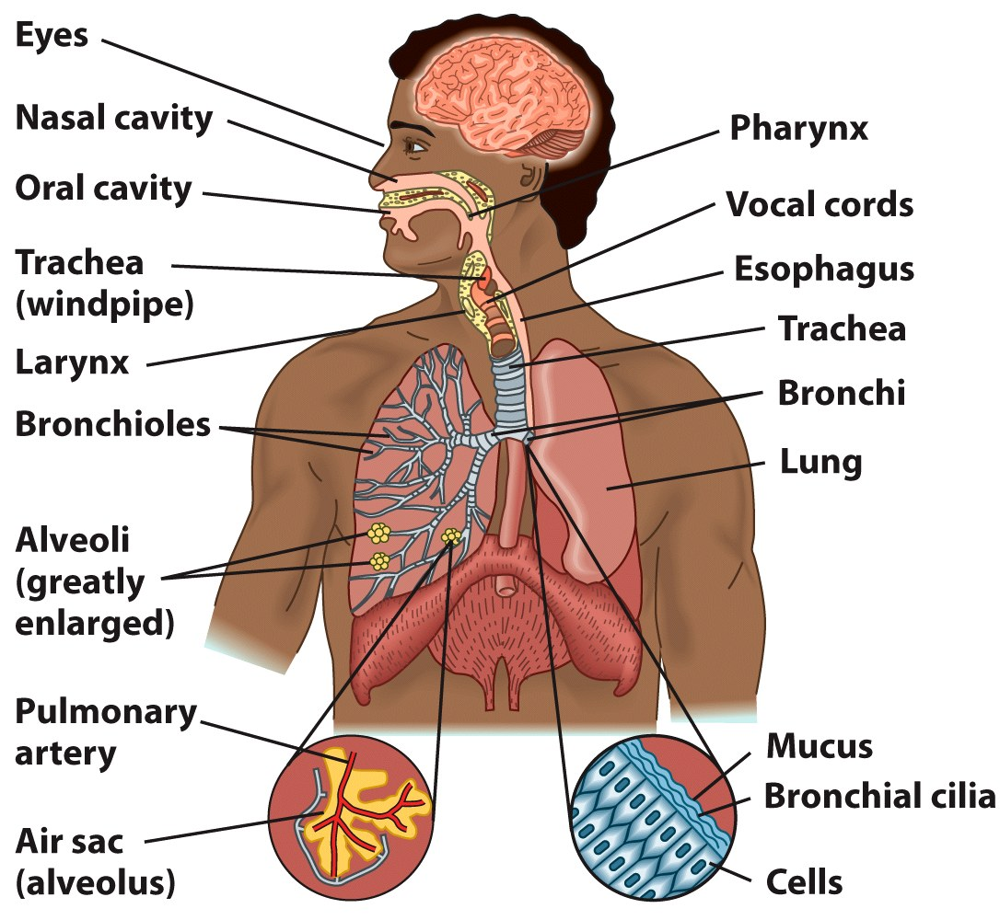 Eyes
Nasal cavity
Oral cavity
Trachea
(windpipe)
Larynx
Bronchioles
Alveoli
(greatly
enlarged)
Pulmonary
artery
Air sac
(alveolus)
Pharynx
Vocal cords
Esophagus
Trachea
Bronchi
Lung
Mucus
Bronchial cilia
Cells